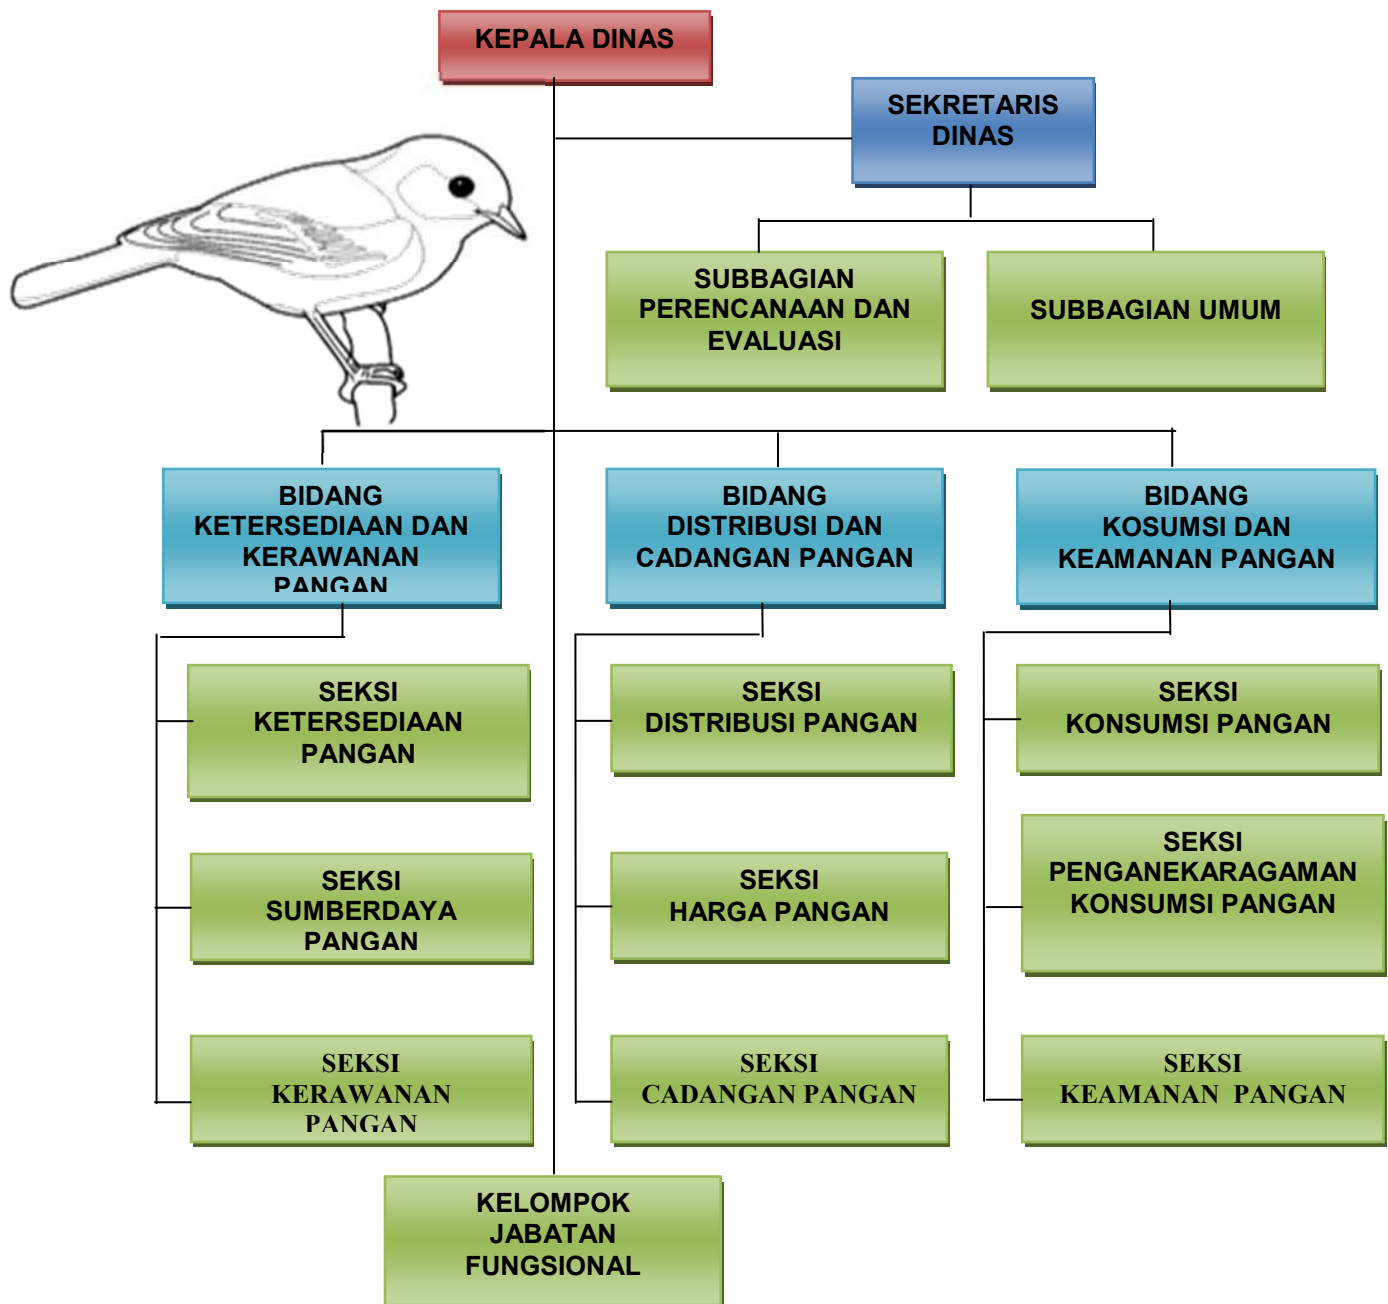 KEPALA DINAS
SEKRETARIS
DINAS
SUBBAGIAN
PERENCANAAN DAN
EVALUASI
SUBBAGIAN UMUM
BIDANG
KETERSEDIAAN DAN
KERAWANAN
PANGAN
BIDANG
DISTRIBUSI DAN
CADANGAN PANGAN
BIDANG
KOSUMSI DAN
KEAMANAN PANGAN
SEKSI
KETERSEDIAAN
PANGAN
SEKSI
DISTRIBUSI PANGAN
SEKSI
KONSUMSI PANGAN
SEKSI
SUMBERDAYA
PANGAN
SEKSI
HARGA PANGAN
SEKSI
PENGANEKARAGAMAN
KONSUMSI PANGAN
SEKSI
KERAWANAN
PANGAN
SEKSI
CADANGAN PANGAN
SEKSI
KEAMANAN PANGAN
KELOMPOK
JABATAN
FUNGSIONAL